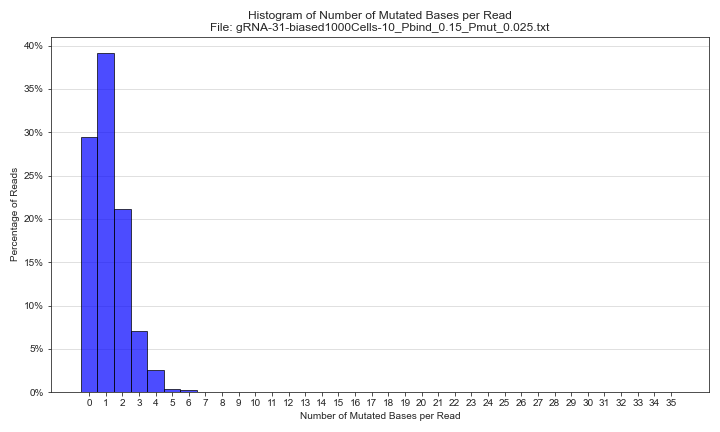 Histogram of Number of Mutated Bases per Read
File: gRNA-31-biased1000Cells-10_Pbind_0.15_Pmut_0.025.txt
40%
35%
30%
25%
20%
15%
10%
5%
0%
Percentage of Reads
0 1 2 3 4 5 6 7 8 9 10 11 12 13 14 15 16 17 18 19 20 21 22 23 24 25 26 27 28 29 30 31 32 33 34 35
Number of Mutated Bases per Read